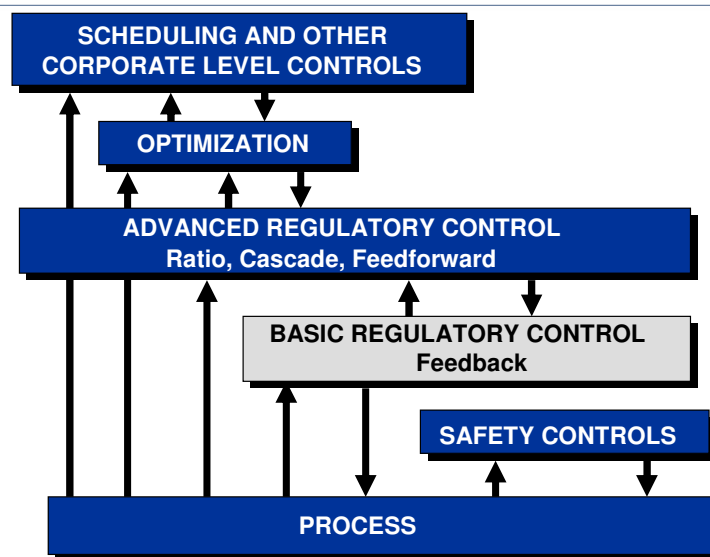 SCHEDULING AND OTHER
CORPORATE LEVEL CONTROLS
OPTIMIZATION
ADVANCED REGULATORY CONTROL
Ratio, Cascade, Feedforward
BASIC REGULATORY CONTROL
Feedback
SAFETY CONTROLS
PROCESS